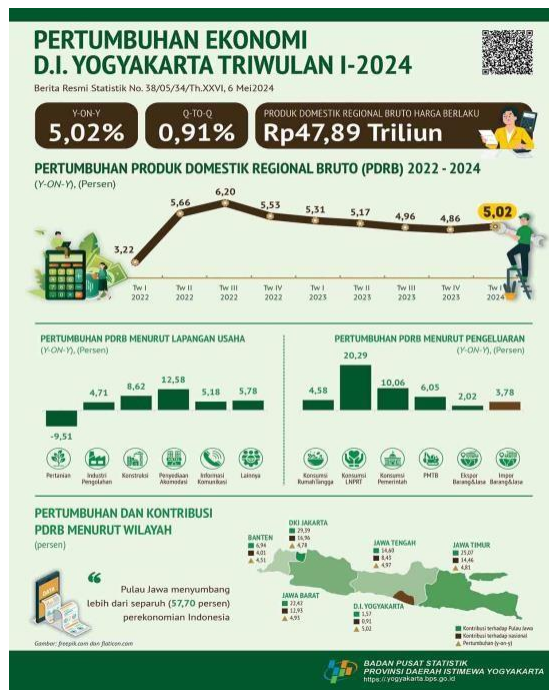 PERTUMBUHAN EKONOMI
D.I. YOGYAKARTA TRIWULAN I-2024
Berita Resmi Statistik No. 38/05/34/Th.XXVI, 6 Mei2024
Y-ON-Y
5,02%
Q-TO-Q
0,91%
PRODUK DOMESTIK REGIONAL BRUTO HARGA BERLAKU
Rp47,89 Triliun
PERTUMBUHAN PRODUK DOMESTIK REGIONAL BRUTO (PDRB) 2022 - 2024
(Y-ON-Y), (Persen)
3,22
5,66
6,20
5,53
5,31
5,17
4,96
4,86
5,02
Tw I 2022
Tw II 2022
Tw III 2022
Tw IV 2022
Tw I 2023
Tw II 2023
Tw III 2023
Tw IV 2023
Tw I 2024
PERTUMBUHAN PDRB MENURUT LAPANGAN USAHA
(Y-ON-Y), (Persen)
-9,51
4,71
8,62
12,58
5,18
5,78
Pertanian
Industri Pengolahan
Konstruksi
Penyediaan Akomodasi
Informasi Komunikasi
Lainoya
PERTUMBUHAN PDRB MENURUT PENGELUARAN
(Y-ON-Y), (Persen)
4,58
20,29
10,06
6,05
2,02
3,78
Konsumsi RumahTangga
Konsumsi LNPRT
Konsumsi Pemerintah
PMTB
Ekspor Barang&Jasa
Impor Barang&Jasa
PERTUMBUHAN DAN KONTRIBUSI
PDRB MENURUT WILAYAH
(persen)
DATA
“
Pulau Jawa menyumbang
lebih dari separuh (57,70 persen)
perekonomian Indonesia
BANTEN
6,94
4,01
4,51
DKI JAKARTA
29,39
16,96
4,78
JAWA TENGAH
14,60
8,43
4,97
JAWA TIMUR
25,07
14,46
4,81
JAWA BARAT
22,42
12,93
4,93
D.I. YOGYAKARTA
1,57
0,91
5,02
Kontribusi terhadap Pulau Jawa
Kontribusi terhadap nasional
Pertumbuhan (y-on-y)
Gambar: freepik.com dan flaticon.com
BADAN PUSAT STATISTIK
PROVINSI DAERAH ISTIMEWA YOGYAKARTA
https://yogyakarta.bps.go.id